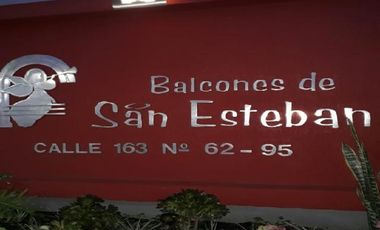 Balcones de
San Esteban
CALLE 163 Nº 62 - 95